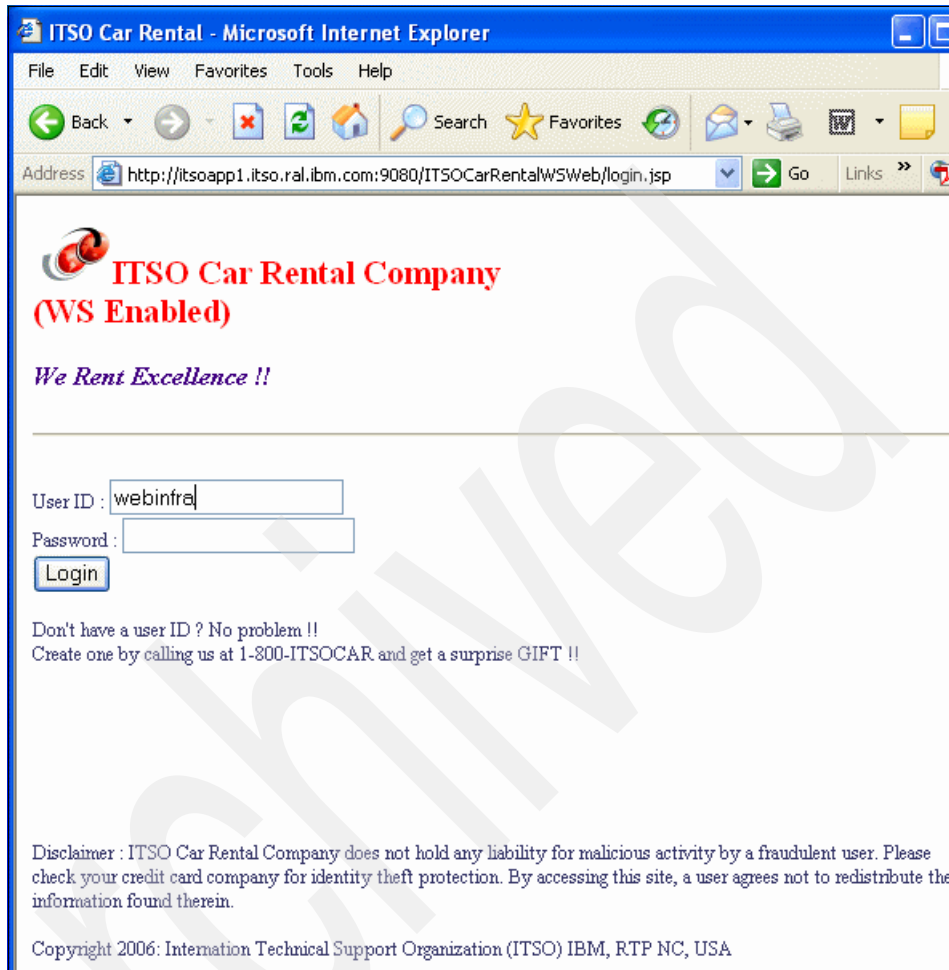 ITSO Car Rental - Microsoft Internet Explorer
File Edit View Favorites Tools Help
Back Search Favorites
Address http://itsoapp1.itso.ral.ibm.com:9080/ITSOCarRentalWSWeb/login.jsp Go Links »
ITSO Car Rental Company
(WS Enabled)
We Rent Excellence !!
User ID : webinfra
Password :
Login
Don't have a user ID ? No problem !!
Create one by calling us at 1-800-ITSOCAR and get a surprise GIFT !!
Disclaimer : ITSO Car Rental Company does not hold any liability for malicious activity by a fraudulent user. Please
check your credit card company for identity theft protection. By accessing this site, a user agrees not to redistribute the
information found therein.
Copyright 2006: Internation Technical Support Organization (ITSO) IBM, RTP NC, USA
rchived